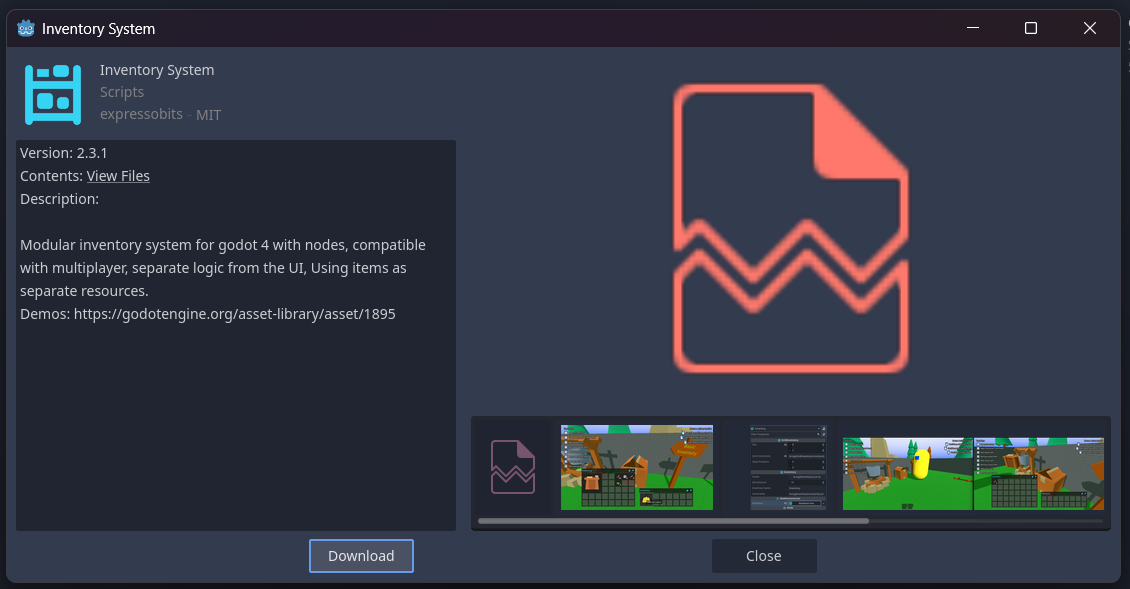 Inventory System
Inventory System
Scripts
expressobits - MIT
Version: 2.3.1
Contents: View Files
Description:
Modular inventory system for godot 4 with nodes, compatible
with multiplayer, separate logic from the UI, Using items as
separate resources.
Demos: https://godotengine.org/asset-library/asset/1895
Download
Close